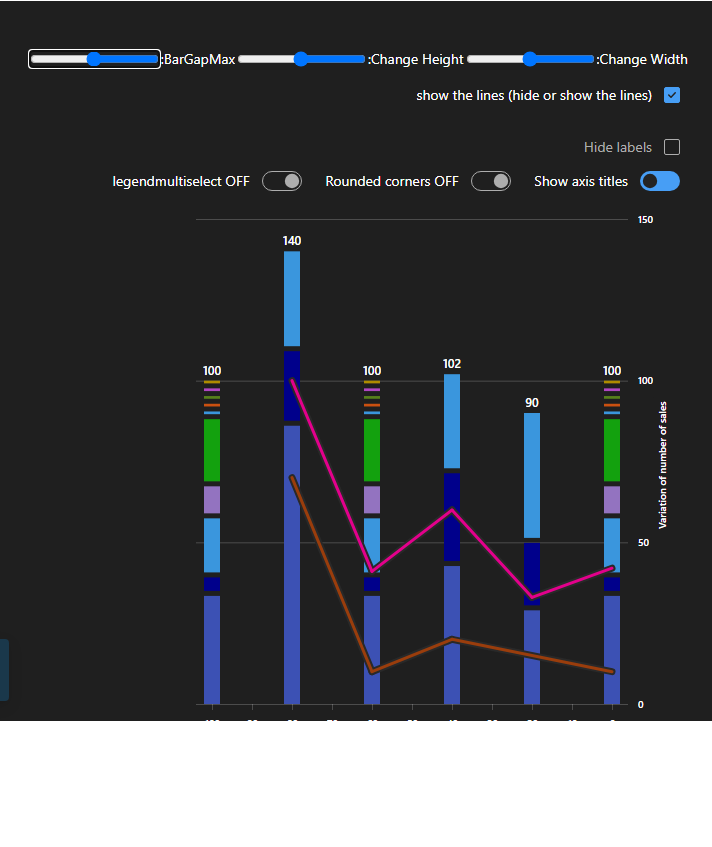 :BarGapMax :Change Height :Change Width
show the lines (hide or show the lines)
Hide labels
legendmultiselect OFF Rounded corners OFF Show axis titles
150
140
100 100 102 100 100
90
Variation of number of sales
50
0